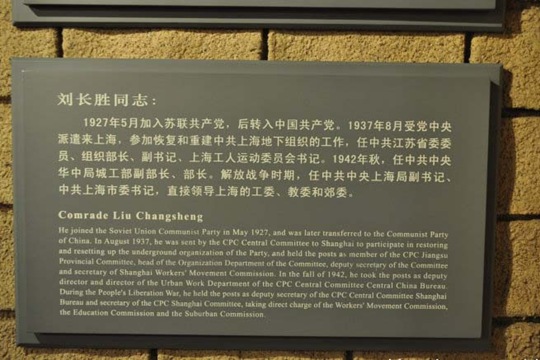 刘长胜同志：
1927年5月加入苏联共产党，后转入中国共产党。1937年8月受党中央
派遣来上海，参加恢复和重建中共上海地下组织的工作，任中共江苏省委委
员、组织部长、副书记、上海工人运动委员会书记。1942年秋，任中共中央
华中局城工部副部长、部长。解放战争时期，任中共中央上海局副书记、
中共上海市委书记，直接领导上海的工委、教委和郊委。
Comrade Liu Changsheng
He joined the Soviet Union Communist Party in May 1927, and was later transferred to the Communist Party
of China. In August 1937, he was sent by the CPC Central Committee to Shanghai to participate in restoring
and resetting up the underground organization of the Party, and held the posts as member of the CPC Jiangsu
Provincial Committee, head of the Organization Department of the Committee, deputy secretary of the Committee
and secretary of Shanghai Workers' Movement Commission. In the fall of 1942, he took the posts as deputy
director and director of the Urban Work Department of the CPC Central Committee Central China Bureau.
During the People's Liberation War, he held the posts as deputy secretary of the CPC Central Committee Shanghai
Bureau and secretary of the CPC Shanghai Committee, taking direct charge of the Workers' Movement Commission,
the Education Commission and the Suburban Commission.